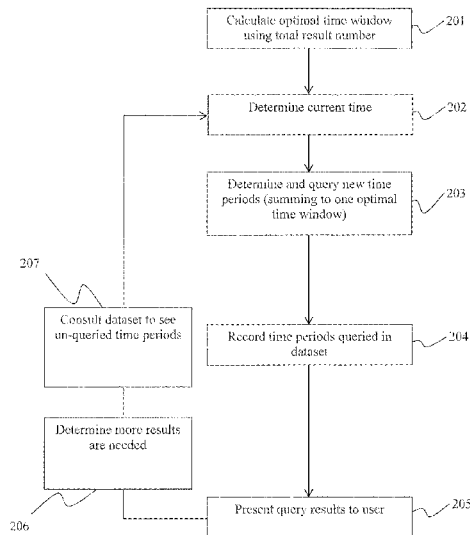 Calculate optimal time window
using total result number
201
Determine current time
202
Determine and query new time
periods (summing to one optimal
time window)
203
207
Consult dataset to see
un-queried time periods
Record time periods queried in
dataset
204
Determine more results
are needed
206
Present query results to user
205